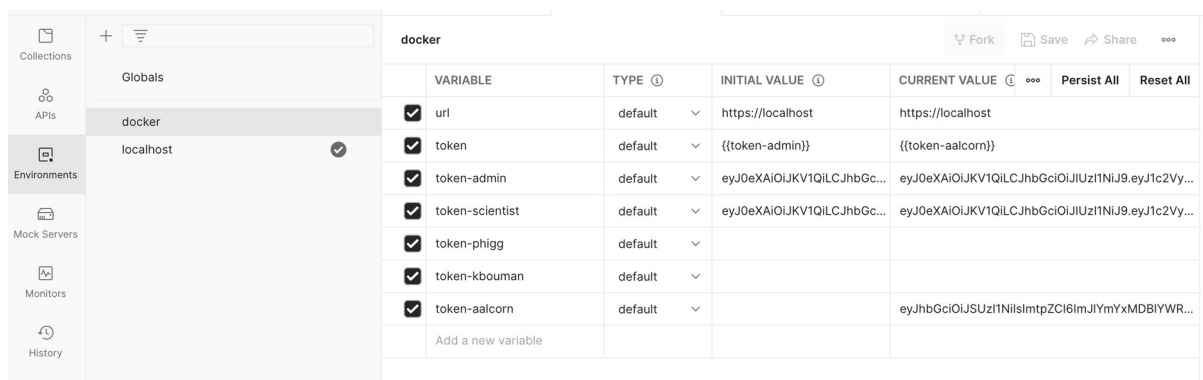 Collections
APIs
Environments
Mock Servers
Monitors
History
Globals
docker
localhost
docker
Fork Save Share
VARIABLE TYPE INITIAL VALUE CURRENT VALUE Persist All Reset All
url default https://localhost https://localhost
token default {{token-admin}} {{token-aalcorn}}
token-admin default eyJ0eXAiOiJKV1QiLCJhbGc... eyJ0eXAiOiJKV1QiLCJhbGciOiJIUzI1NiJ9.eyJ1c2Vy...
token-scientist default eyJ0eXAiOiJKV1QiLCJhbGc... eyJ0eXAiOiJKV1QiLCJhbGciOiJIUzI1NiJ9.eyJ1c2Vy...
token-phigg default
token-kbouman default
token-aalcorn default eyJhbGciOiJSUzI1NiIsImtpZCI6ImJlYmYxMDBlYWR...
Add a new variable